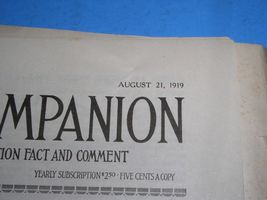 AUGUST 21, 1919
MPANION
TION FACT AND COMMENT
YEARLY SUBSCRIPTION $2.50 · FIVE CENTS A COPY